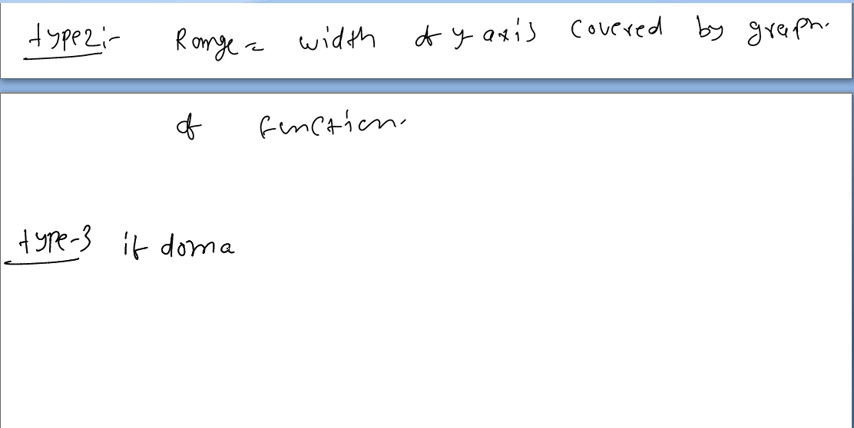 type2:- Range = width of y axis covered by graph.
of function.
type-3 if doma